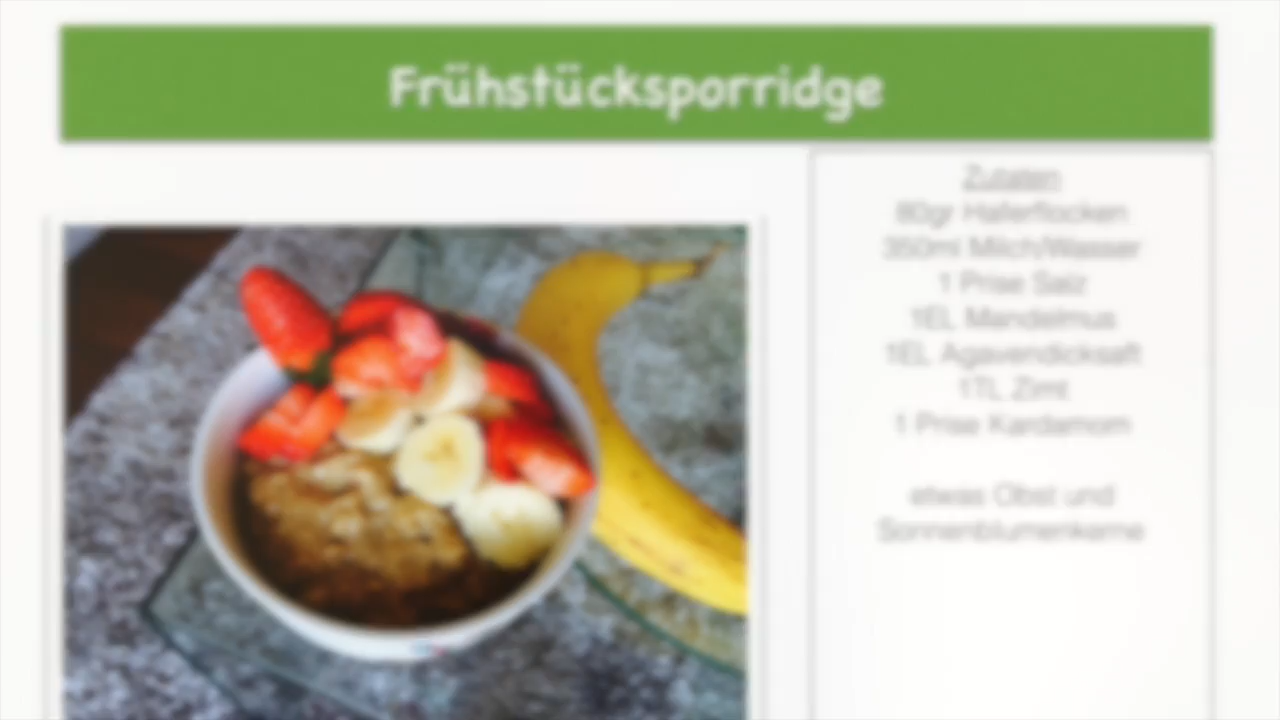 Frühstücksporridge
Zutaten
80gr Haferflocken
350ml Milch/Wasser
1 Prise Salz
1EL Mandelmus
1EL Agavendicksaft
1TL Zimt
1 Prise Kardamom
etwas Obst und
Sonnenblumenkerne